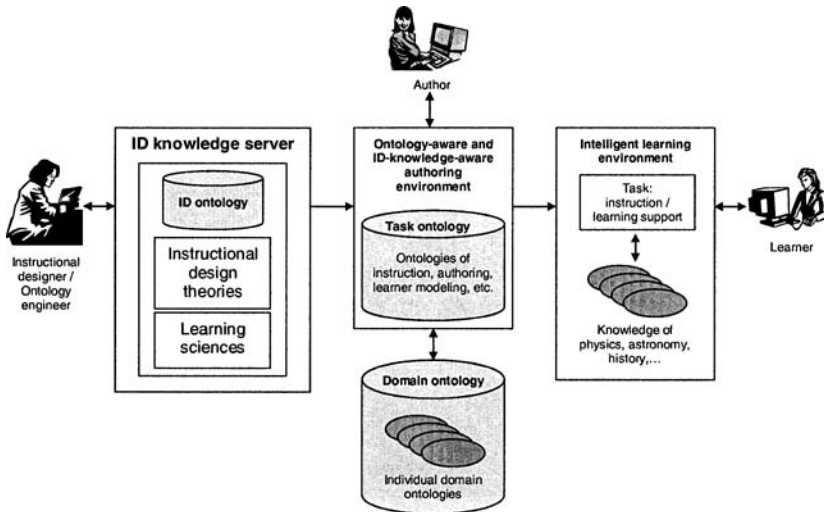 Author
ID knowledge server
ID ontology
Instructional
design
theories
Learning
sciences
Instructional
designer /
Ontology
engineer
Ontology-aware and
ID-knowledge-aware
authoring
environment
Task ontology
Ontologies of
instruction, authoring,
learner modeling, etc.
Domain ontology
Individual domain
ontologies
Intelligent learning
environment
Task:
instruction /
learning support
Knowledge of
physics, astronomy,
history,...
Learner